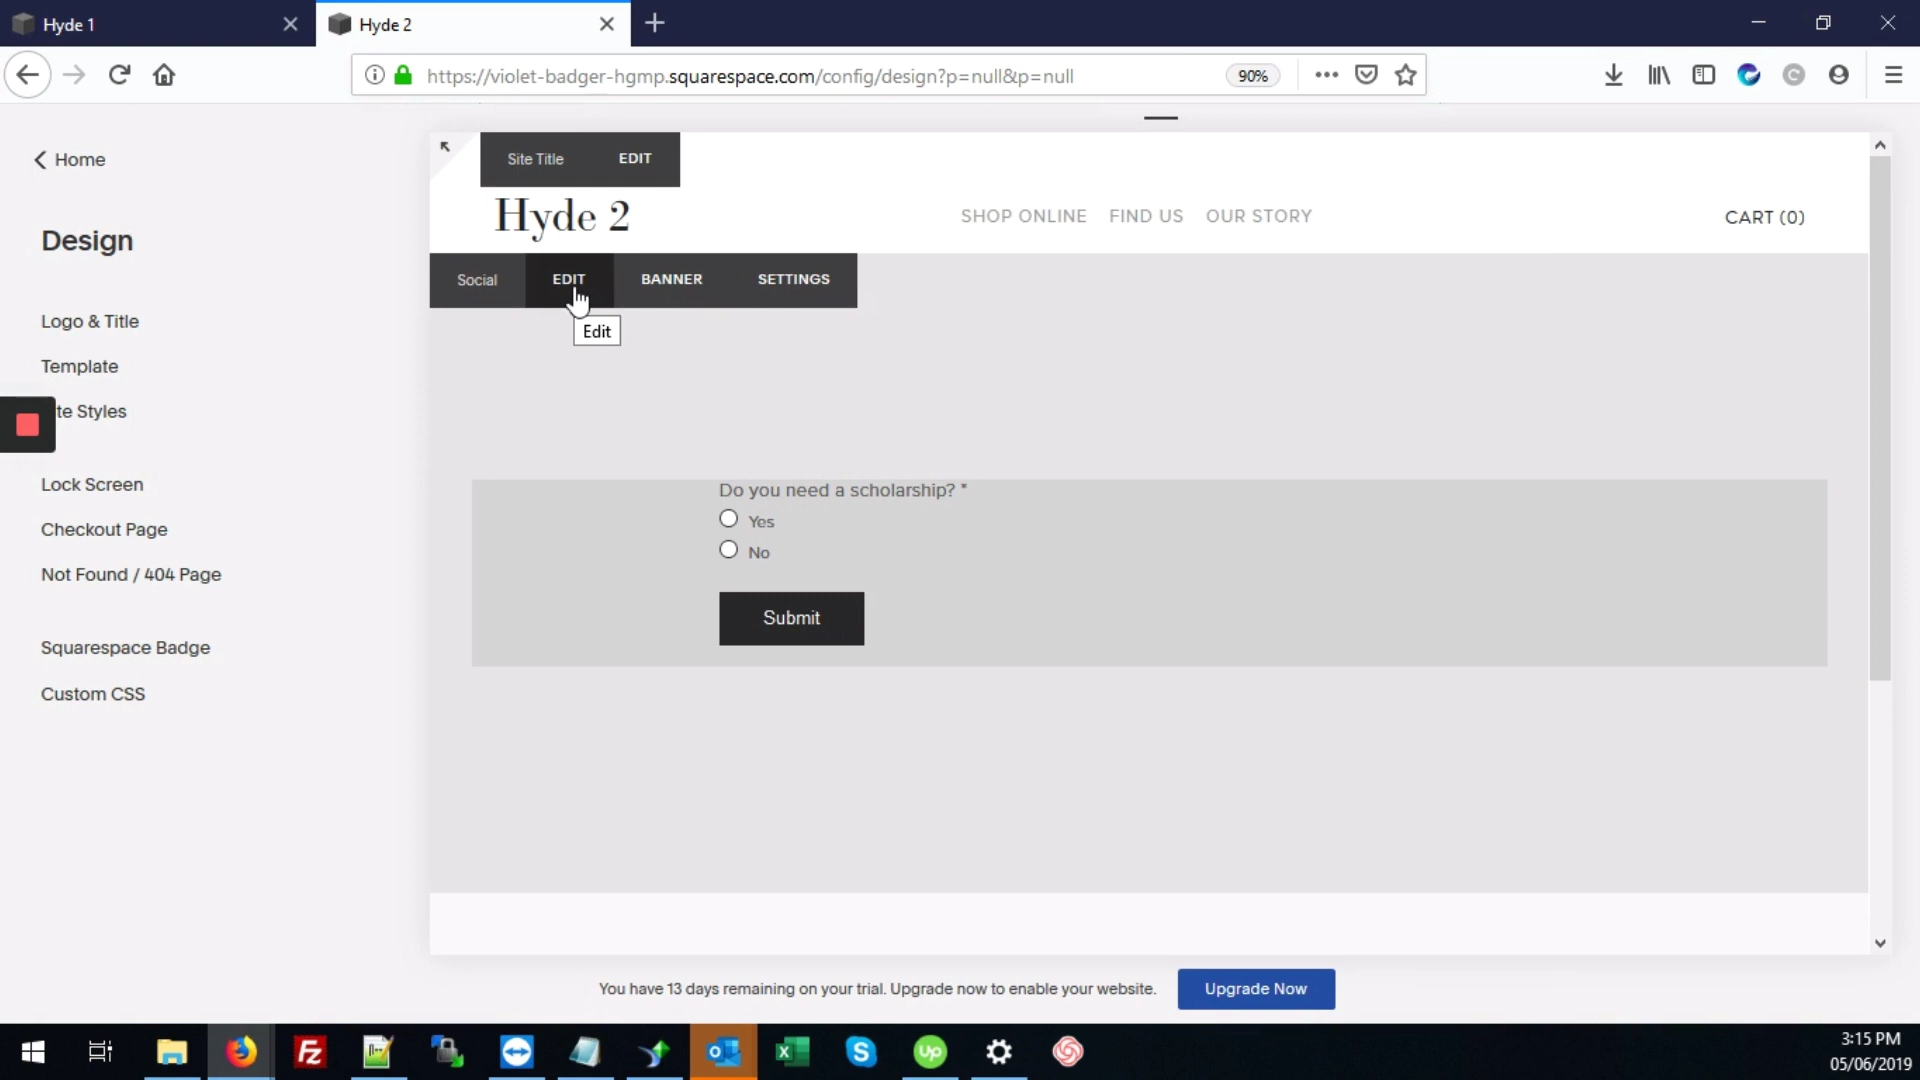 Hyde 1
Hyde 2
https://violet-badger-hgmp.squarespace.com/config/design?p=null&p=null
90%
Home
Design
Logo & Title
Template
te Styles
Lock Screen
Checkout Page
Not Found / 404 Page
Squarespace Badge
Custom CSS
Site Title EDIT
Hyde 2
SHOP ONLINE FIND US OUR STORY
CART (0)
Social EDIT BANNER SETTINGS
Edit
Do you need a scholarship? *
Yes
No
Submit
You have 13 days remaining on your trial. Upgrade now to enable your website.
Upgrade Now
3:15 PM
05/06/2019